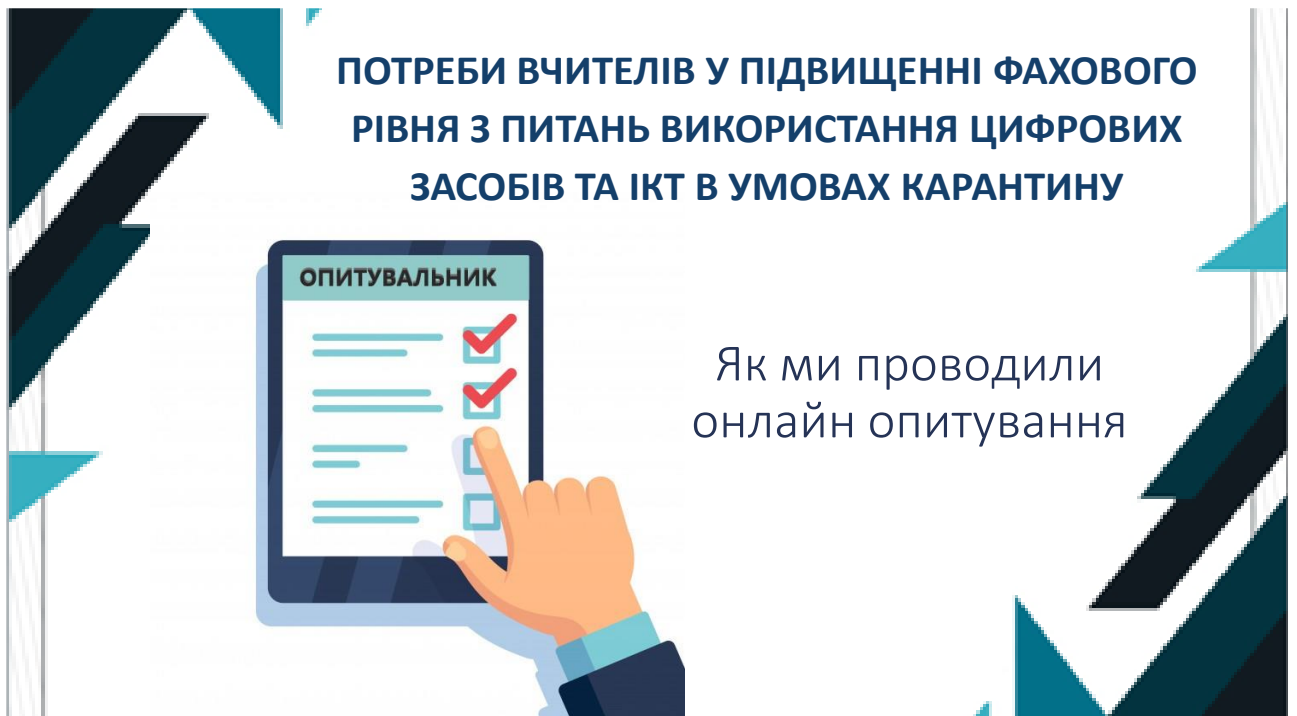 ПОТРЕБИ ВЧИТЕЛІВ У ПІДВИЩЕННІ ФАХОВОГО
РІВНЯ З ПИТАНЬ ВИКОРИСТАННЯ ЦИФРОВИХ
ЗАСОБІВ ТА ІКТ В УМОВАХ КАРАНТИНУ
ОПИТУВАЛЬНИК
Як ми проводили
онлайн опитування